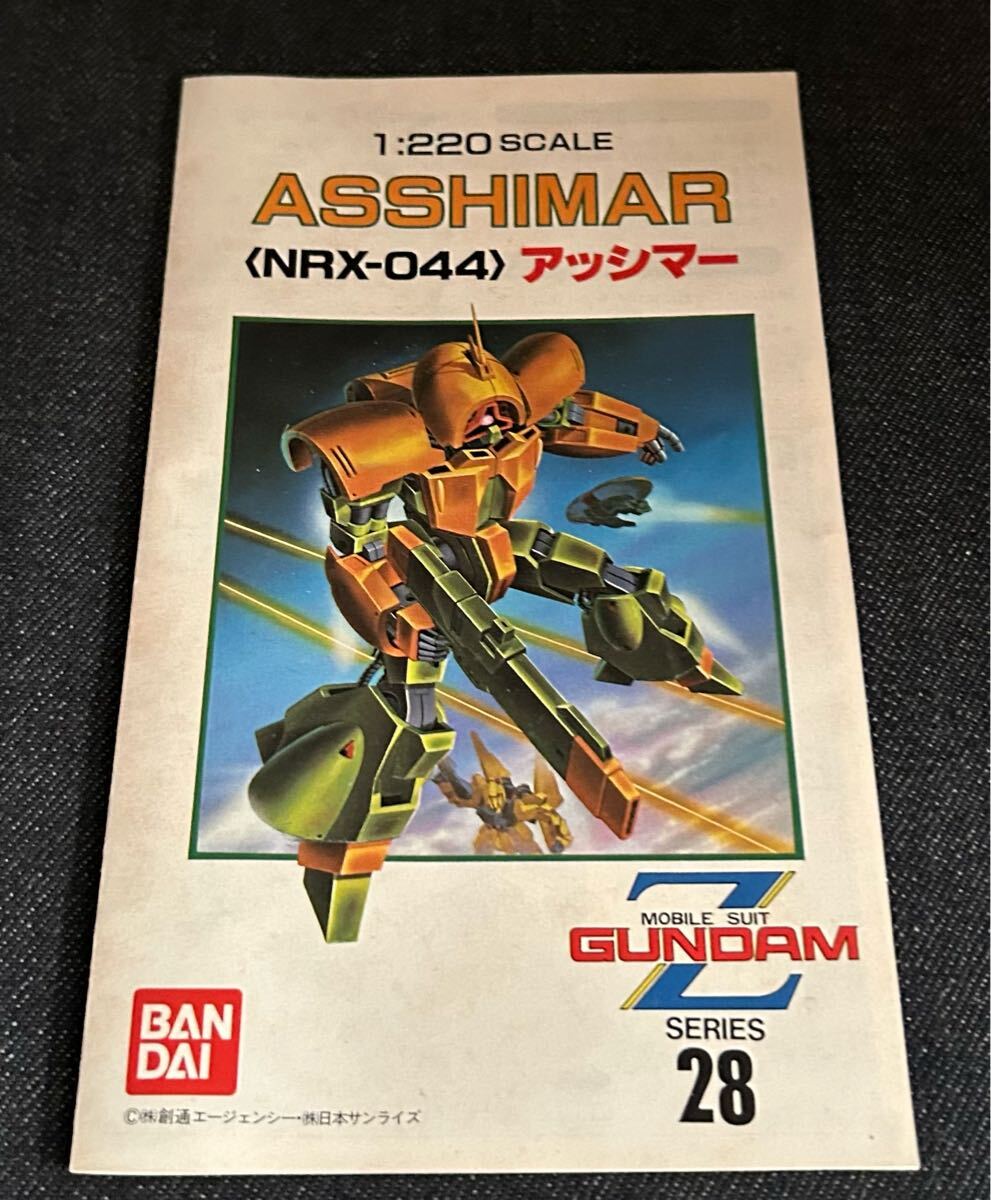 1:220 SCALE
ASSHIMAR
〈NRX-044〉 アッシマー
MOBILE SUIT
Z
GUNDAM
SERIES
28
BAN
DAI
©㈱創通エージェンシー・㈱日本サンライズ